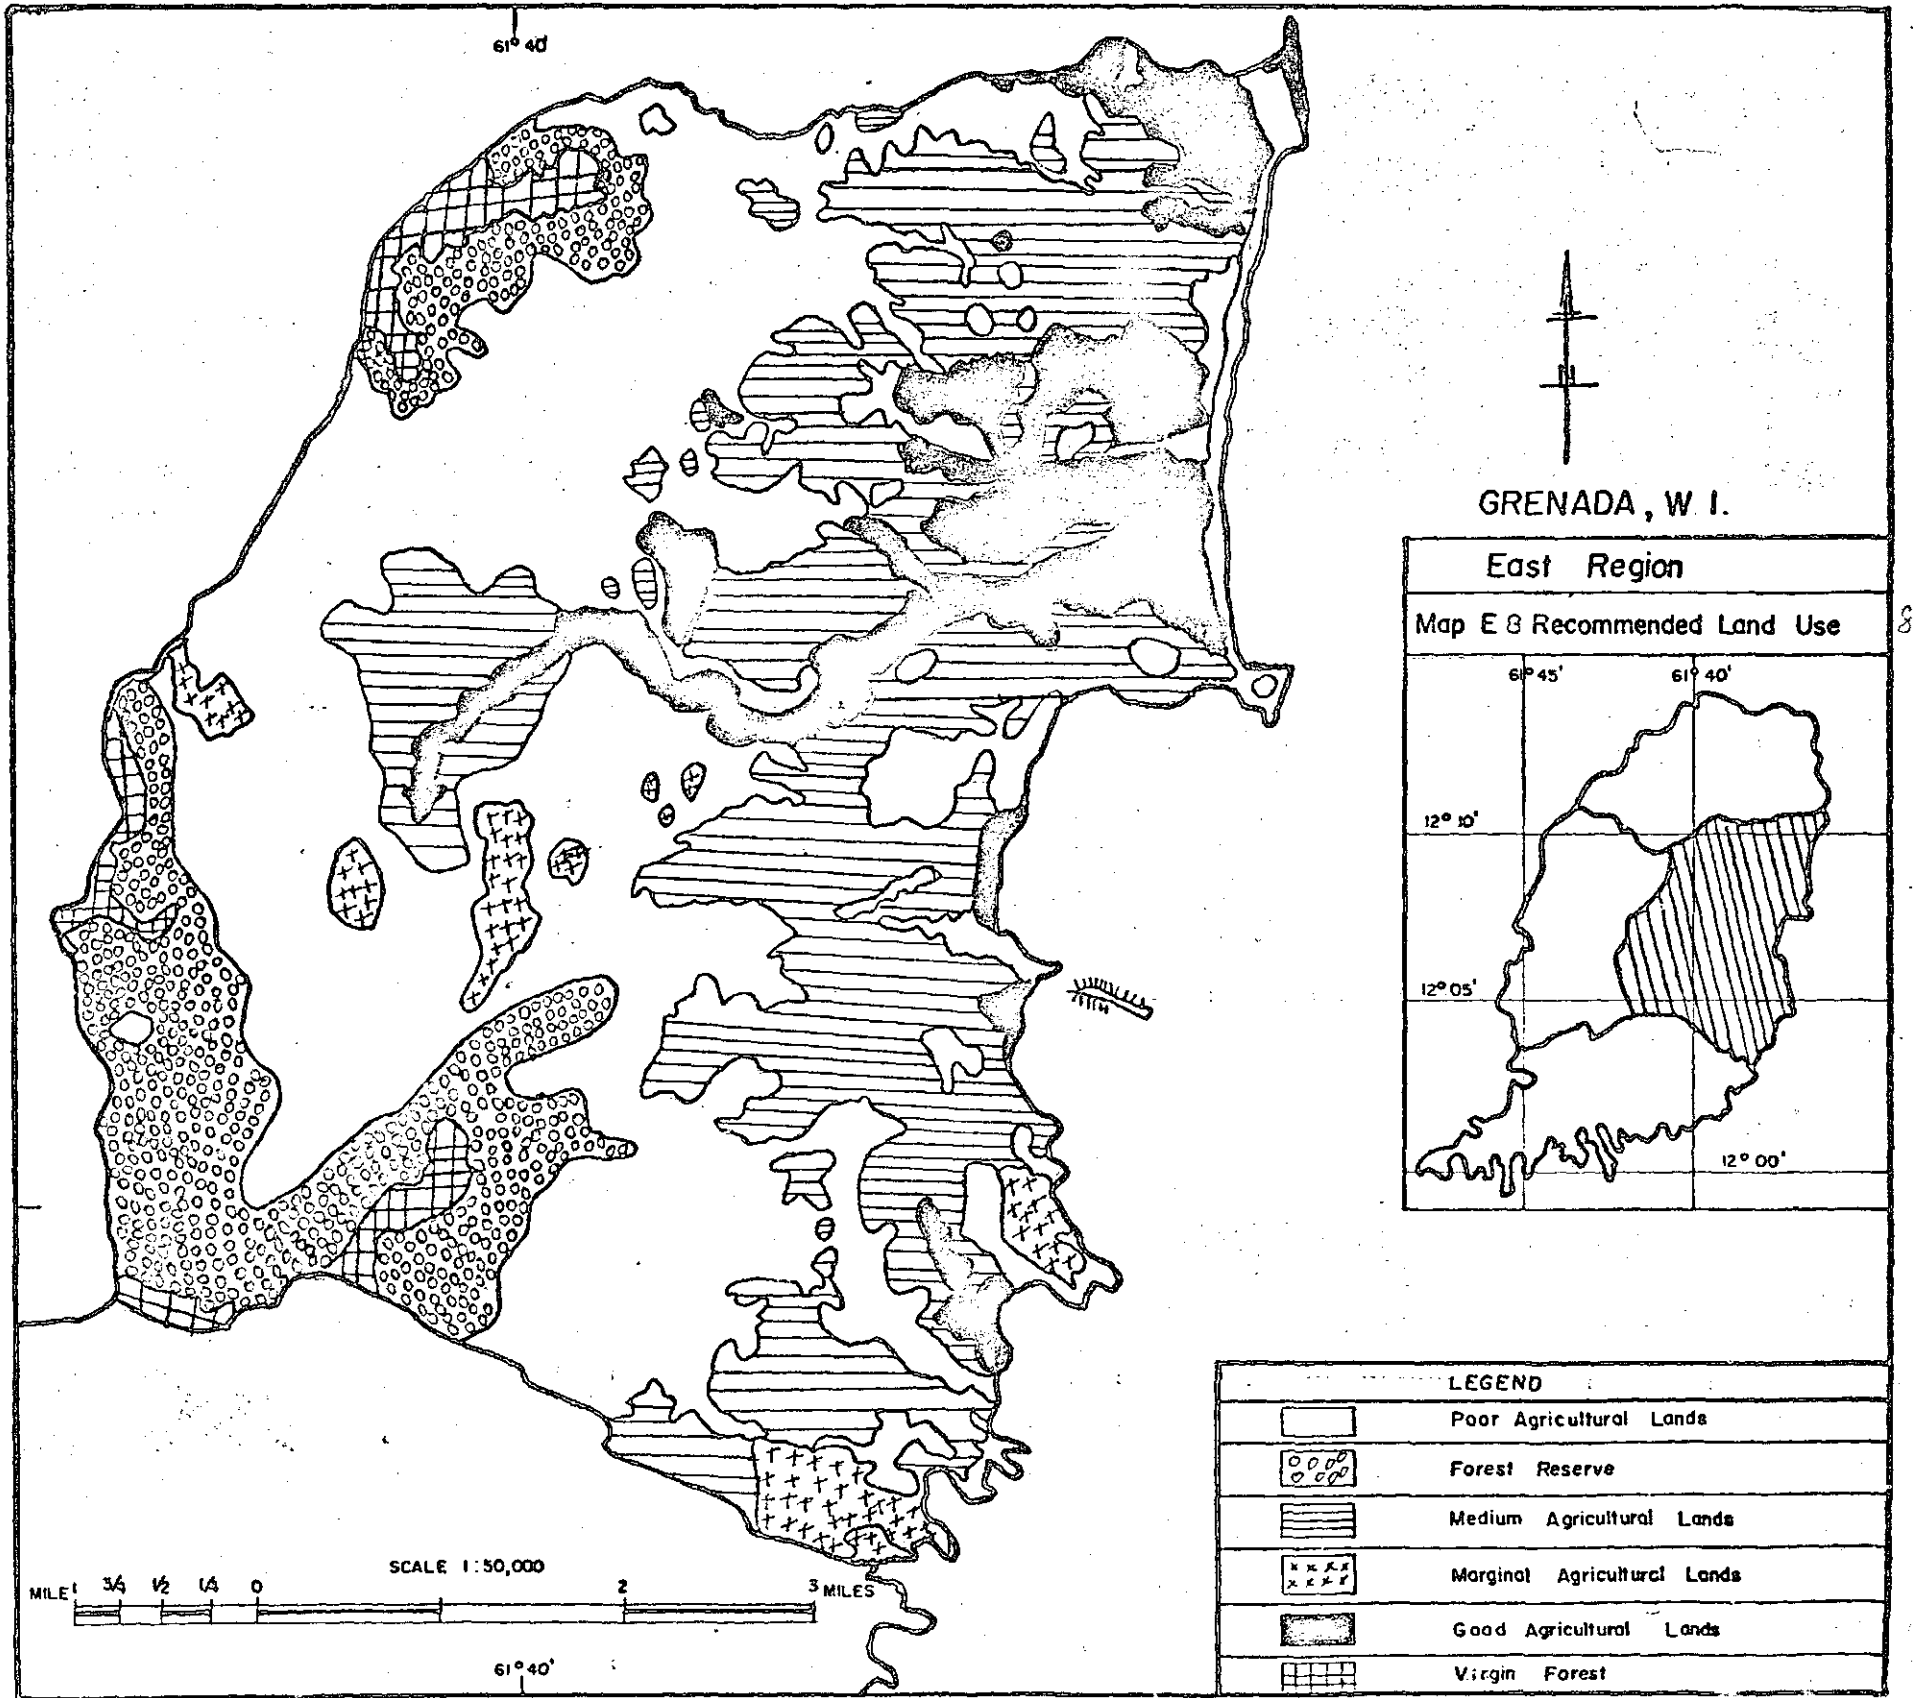 61° 40'
N
GRENADA, W. I.
East Region
Map E 8 Recommended Land Use
8
61° 45'
61° 40'
12° 10'
12° 05'
12° 00'
LEGEND
Poor Agricultural Lands
Forest Reserve
Medium Agricultural Lands
Marginal Agricultural Lands
Good Agricultural Lands
Virgin Forest
SCALE 1:50,000
MILE 1 3/4 1/2 1/4 0 2 3 MILES
61° 40'